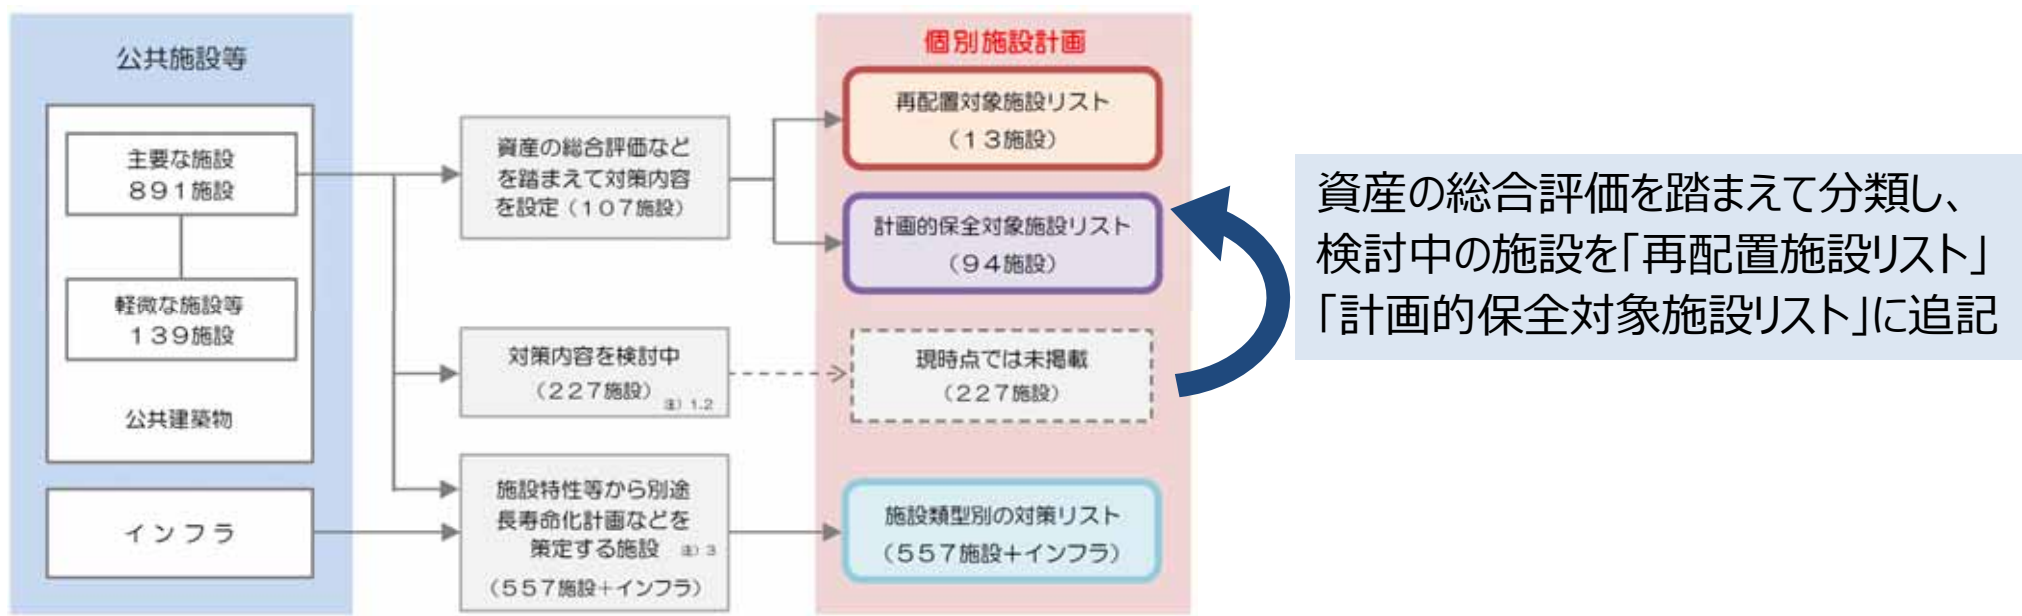 公共施設等
主要な施設
891施設
軽微な施設等
139施設
公共建築物
インフラ
資産の総合評価など
を踏まえて対策内容
を設定(107施設)
対策内容を検討中
(227施設) 注)1.2
施設特性等から別途
長寿命化計画などを
策定する施設 注)3
(557施設+インフラ)
個別施設計画
再配置対象施設リスト
(13施設)
計画的保全対象施設リスト
(94施設)
現時点では未掲載
(227施設)
施設類型別の対策リスト
(557施設+インフラ)
資産の総合評価を踏まえて分類し、
検討中の施設を「再配置施設リスト」
「計画的保全対象施設リスト」に追記